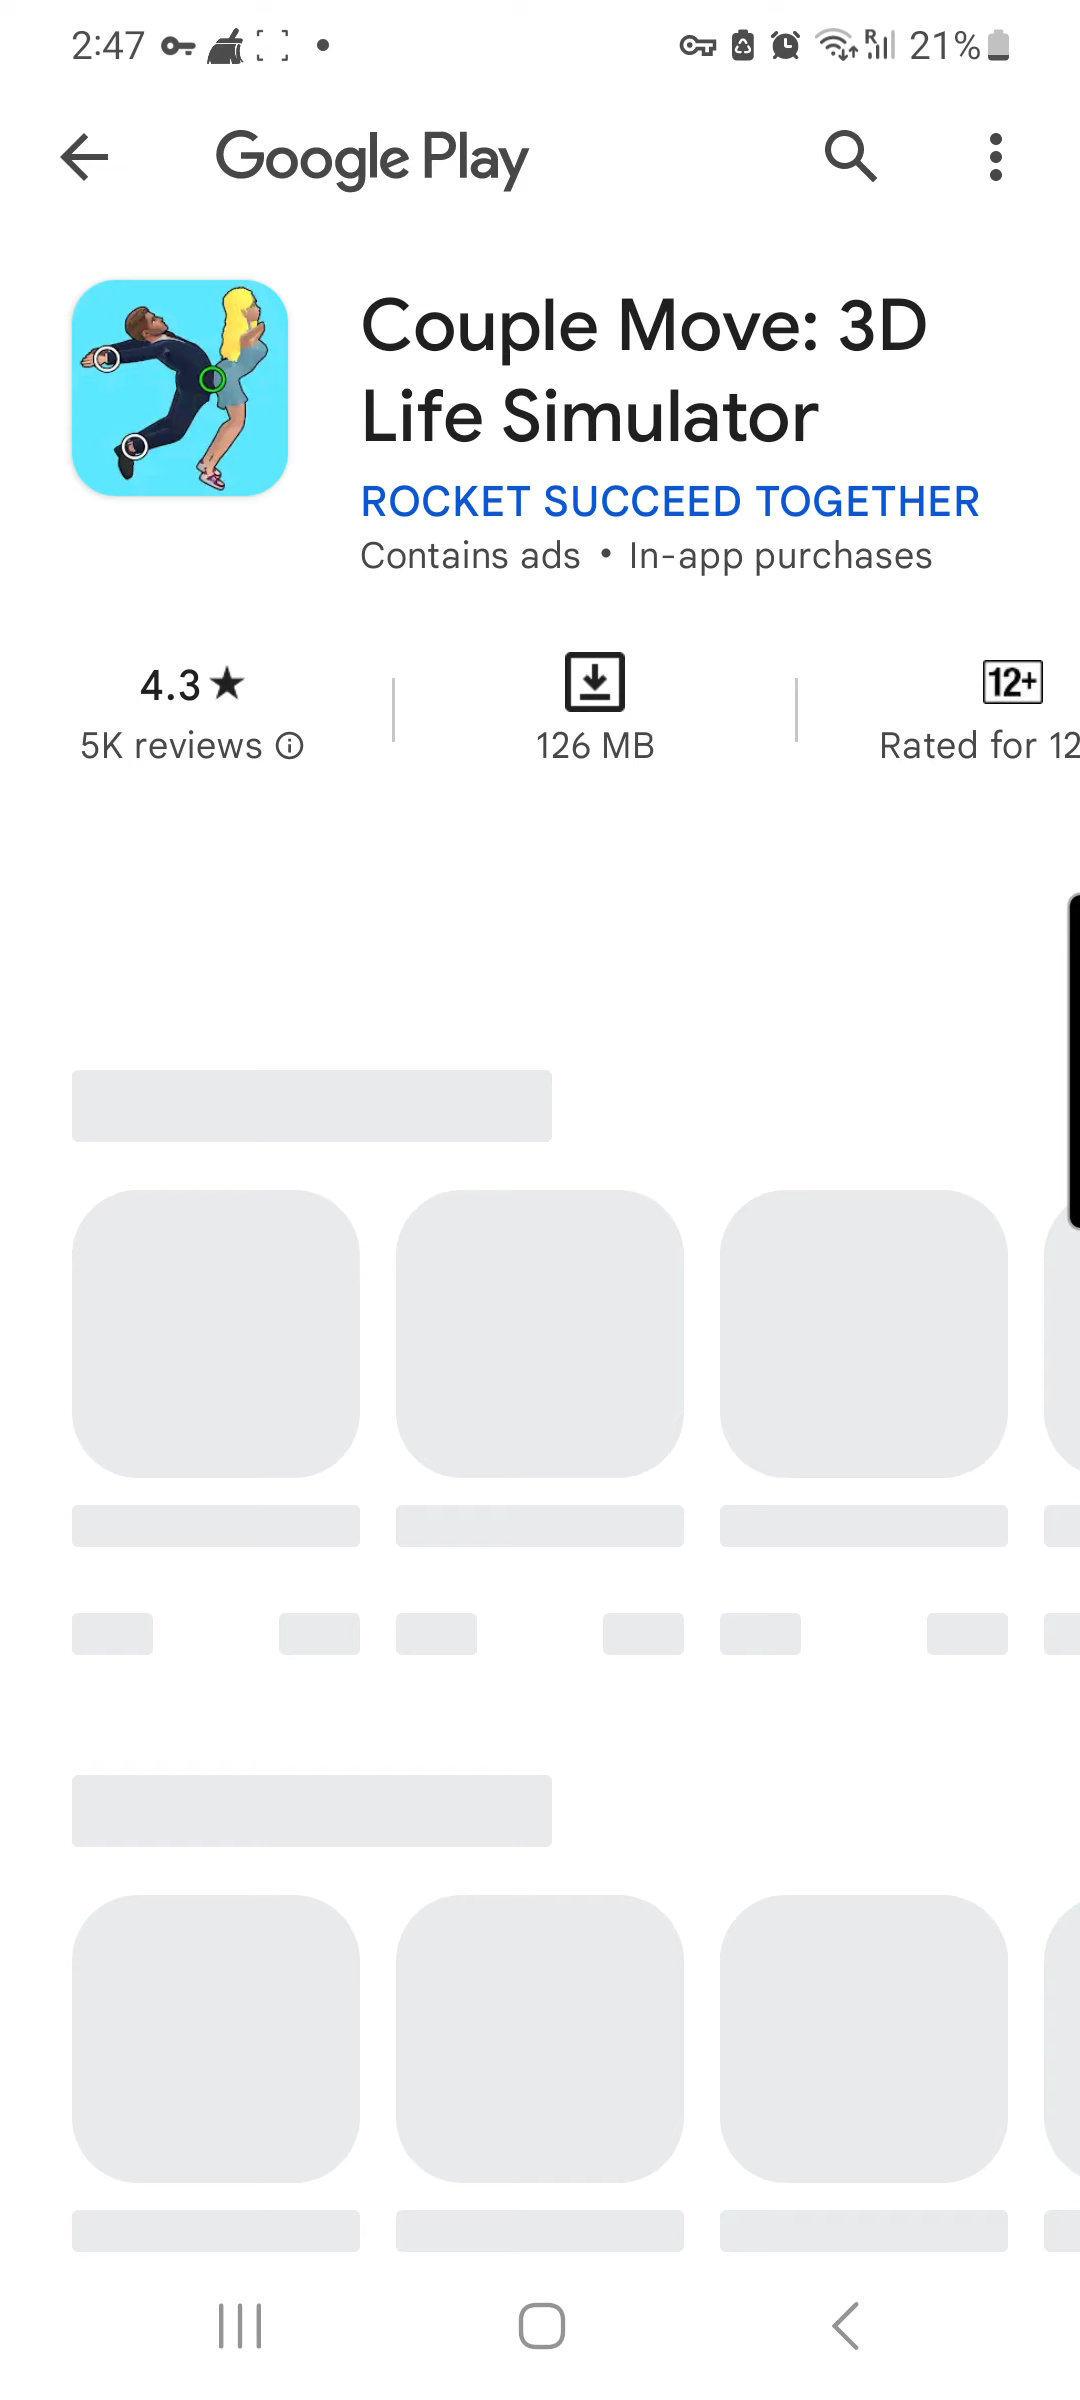 2:47
R 21%
Google Play
Couple Move: 3D
Life Simulator
ROCKET SUCCEED TOGETHER
Contains ads • In-app purchases
4.3★
5K reviews
126 MB
12+
Rated for 12